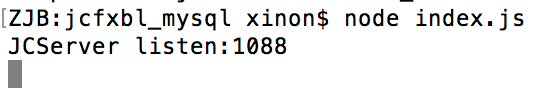 [ZJB:jcfxbl_mysql xinon$ node index.js
JCServer listen:1088